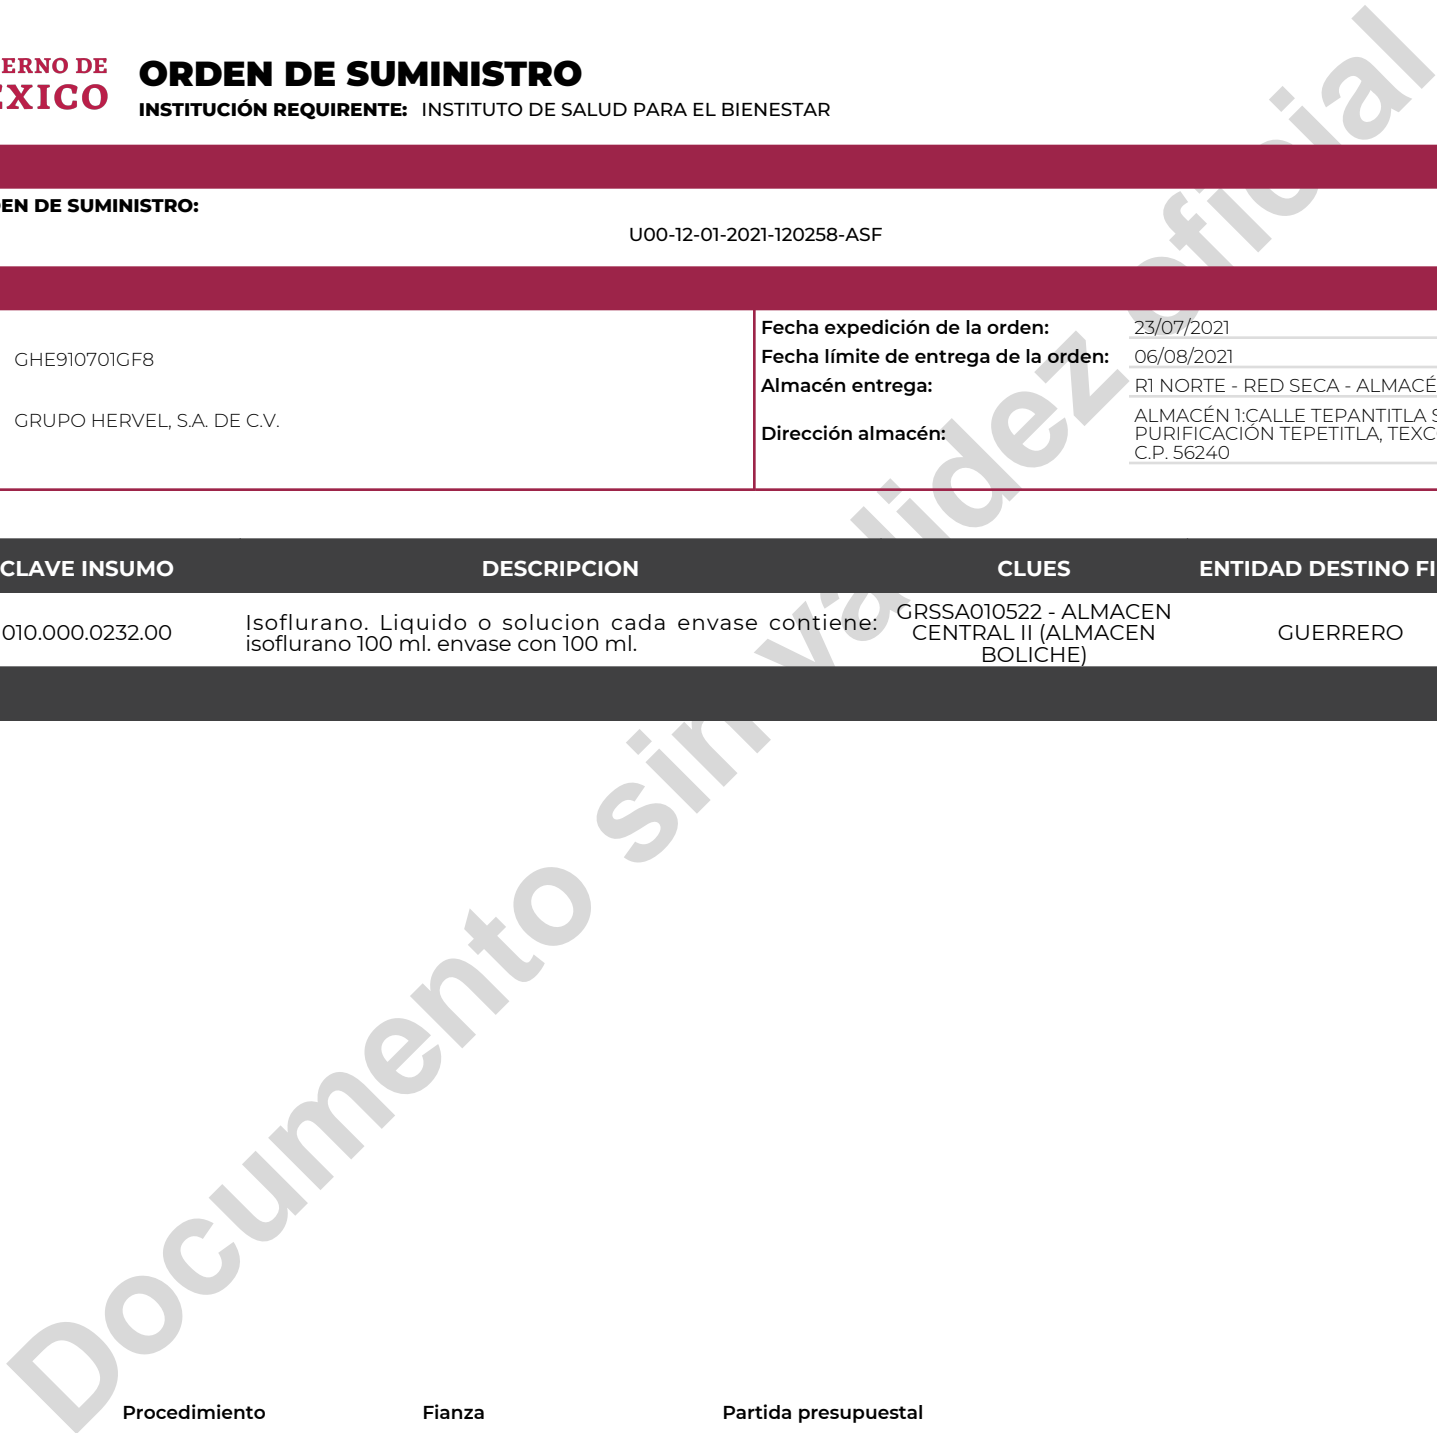 ERNO DE
ORDEN DE SUMINISTRO
XICO
INSTITUCIÓN REQUIRENTE: INSTITUTO DE SALUD PARA EL BIENESTAR
EN DE SUMINISTRO:
U00-12-01-2021-120258-ASF
GHE910701GF8
GRUPO HERVEL, S.A. DE C.V.
Fecha expedición de la orden: 23/07/2021
Fecha límite de entrega de la orden: 06/08/2021
Almacén entrega: R1 NORTE - RED SECA - ALMACÉ
Dirección almacén: ALMACÉN 1:CALLE TEPANTITLA S
PURIFICACIÓN TEPETITLA, TEXC
C.P. 56240
CLAVE INSUMO DESCRIPCION CLUES ENTIDAD DESTINO FI
010.000.0232.00
Isoflurano. Liquido o solucion cada envase contiene:
isoflurano 100 ml. envase con 100 ml.
GRSSA010522 - ALMACEN
CENTRAL II (ALMACEN
BOLICHE)
GUERRERO
Documento sin validez oficial
Procedimiento Fianza Partida presupuestal